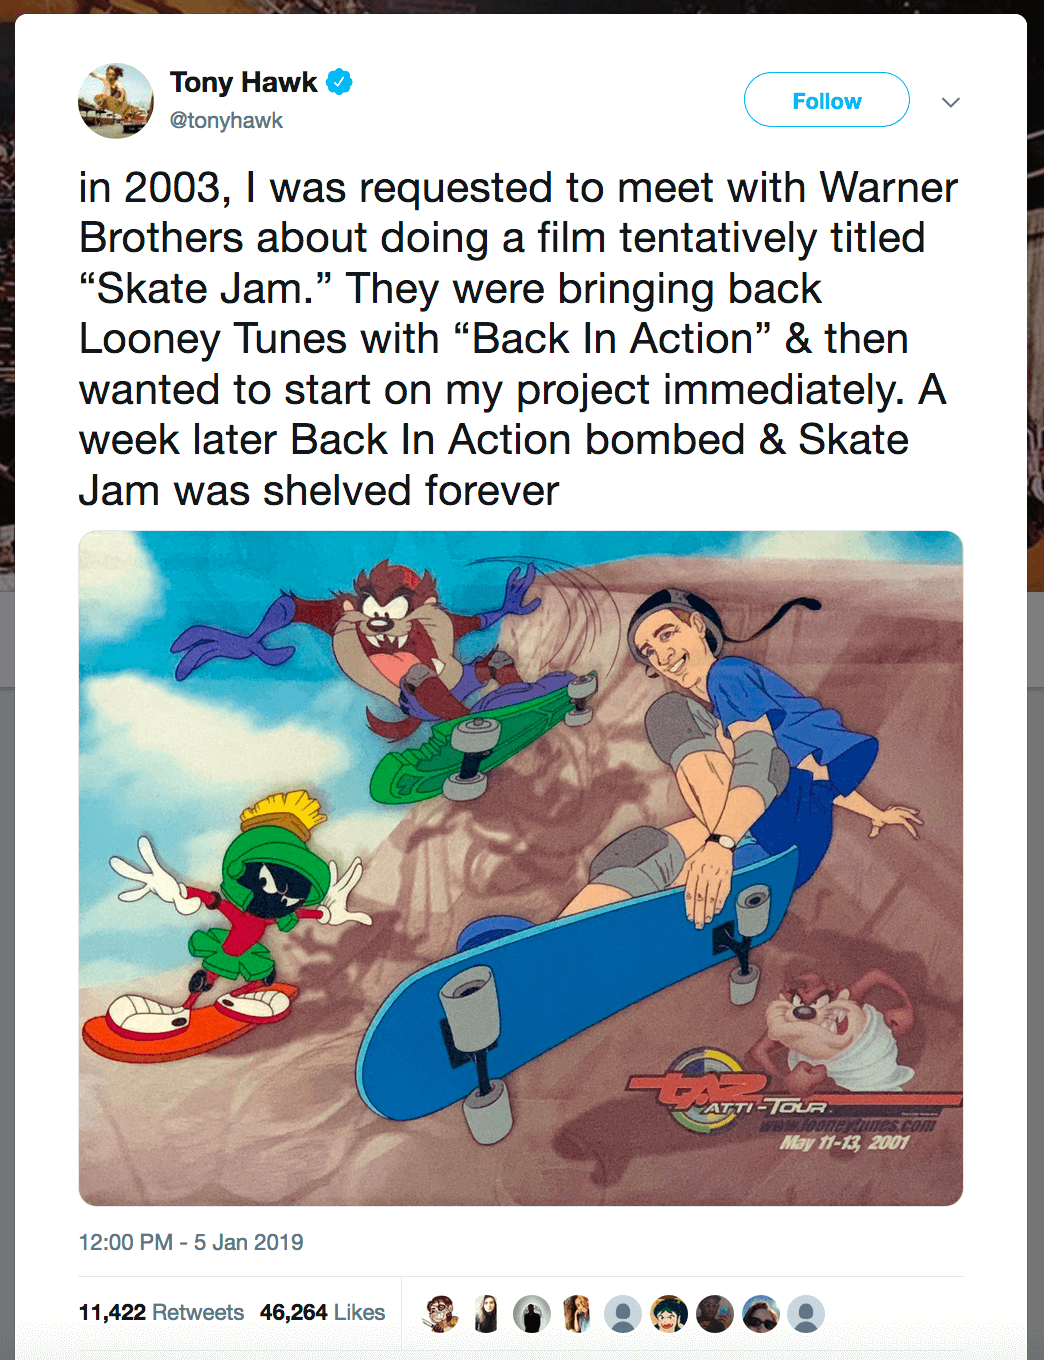 Tony Hawk
@tonyhawk
Follow
in 2003, I was requested to meet with Warner
Brothers about doing a film tentatively titled
“Skate Jam.” They were bringing back
Looney Tunes with “Back In Action” & then
wanted to start on my project immediately. A
week later Back In Action bombed & Skate
Jam was shelved forever
TAZ
ATTI-TOUR
www.looneytunes.com
May 11-13, 2001
12:00 PM - 5 Jan 2019
11,422 Retweets 46,264 Likes